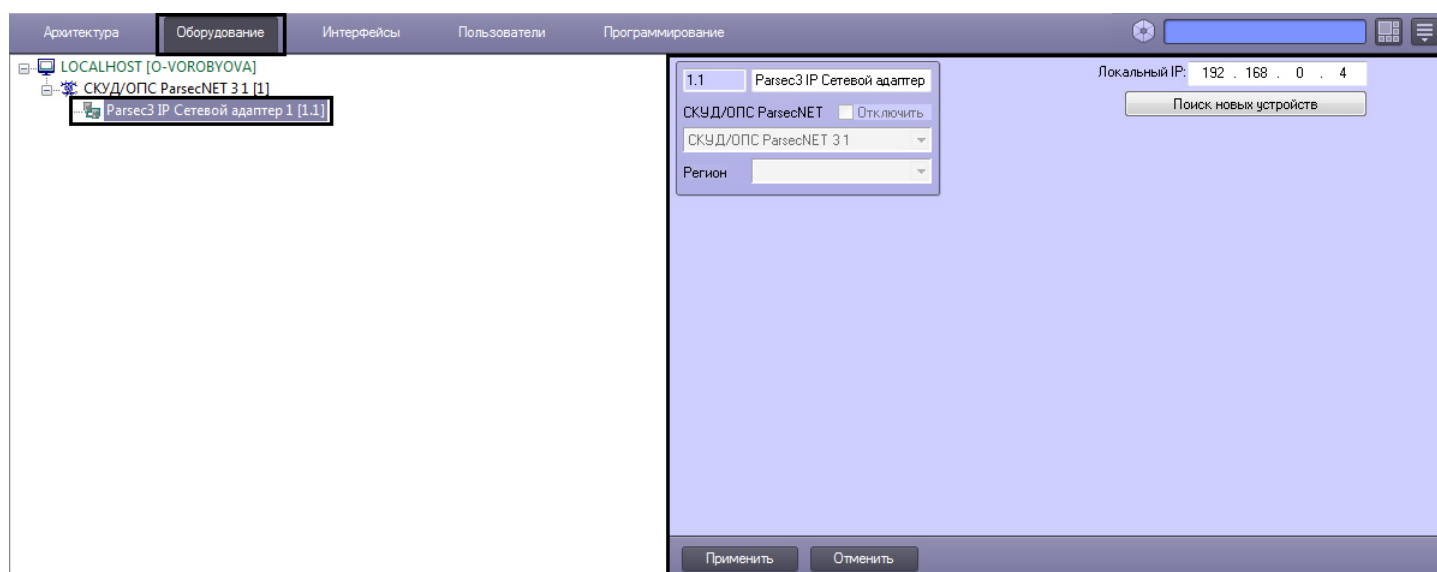 Архитектура Оборудование Интерфейсы Пользователи Программирование
LOCALHOST [O-VOROBYOVA]
СКУД/ОПС ParsecNET 3 1 [1]
Parsec3 IP Сетевой адаптер 1 [1.1]
1.1 Parsec3 IP Сетевой адаптер
СКУД/ОПС ParsecNET Отключить
СКУД/ОПС ParsecNET 3 1
Регион
Локальный IP: 192 . 168 . 0 . 4
Поиск новых устройств
Применить Отменить